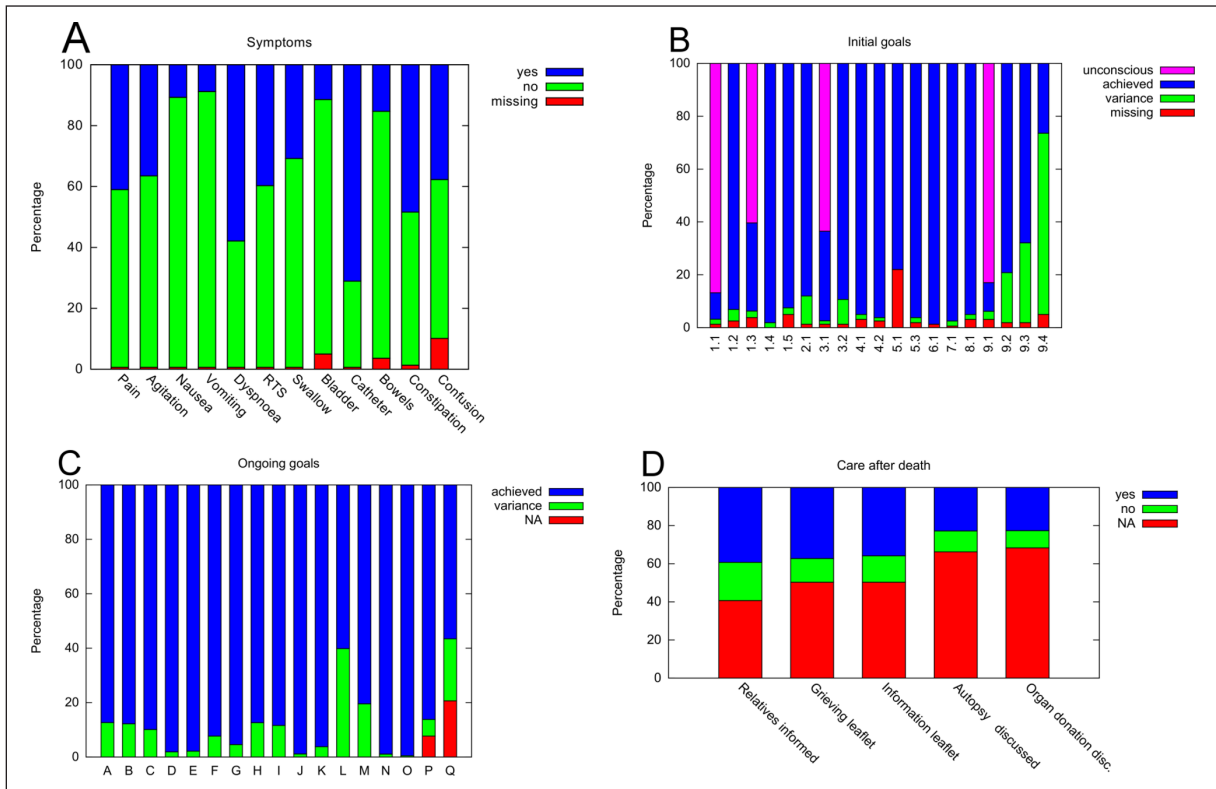 A
Symptoms
yes
no
missing
Percentage
100
80
60
40
20
0
Pain
Agitation
Nausea
Vomiting
Dyspnoea
RTS
Swallow
Bladder
Catheter
Bowels
Constipation
Confusion
B
Initial goals
unconscious
achieved
variance
missing
Percentage
100
80
60
40
20
0
1.1
1.2
1.3
1.4
1.5
2.1
3.1
3.2
4.1
4.2
5.1
5.3
6.1
7.1
8.1
9.1
9.2
9.3
9.4
C
Ongoing goals
achieved
variance
NA
Percentage
100
80
60
40
20
0
A B C D E F G H I J K L M N O P Q
D
Care after death
yes
no
NA
Percentage
100
80
60
40
20
0
Relatives informed
Grieving leaflet
Information leaflet
Autopsy discussed
Organ donation disc.